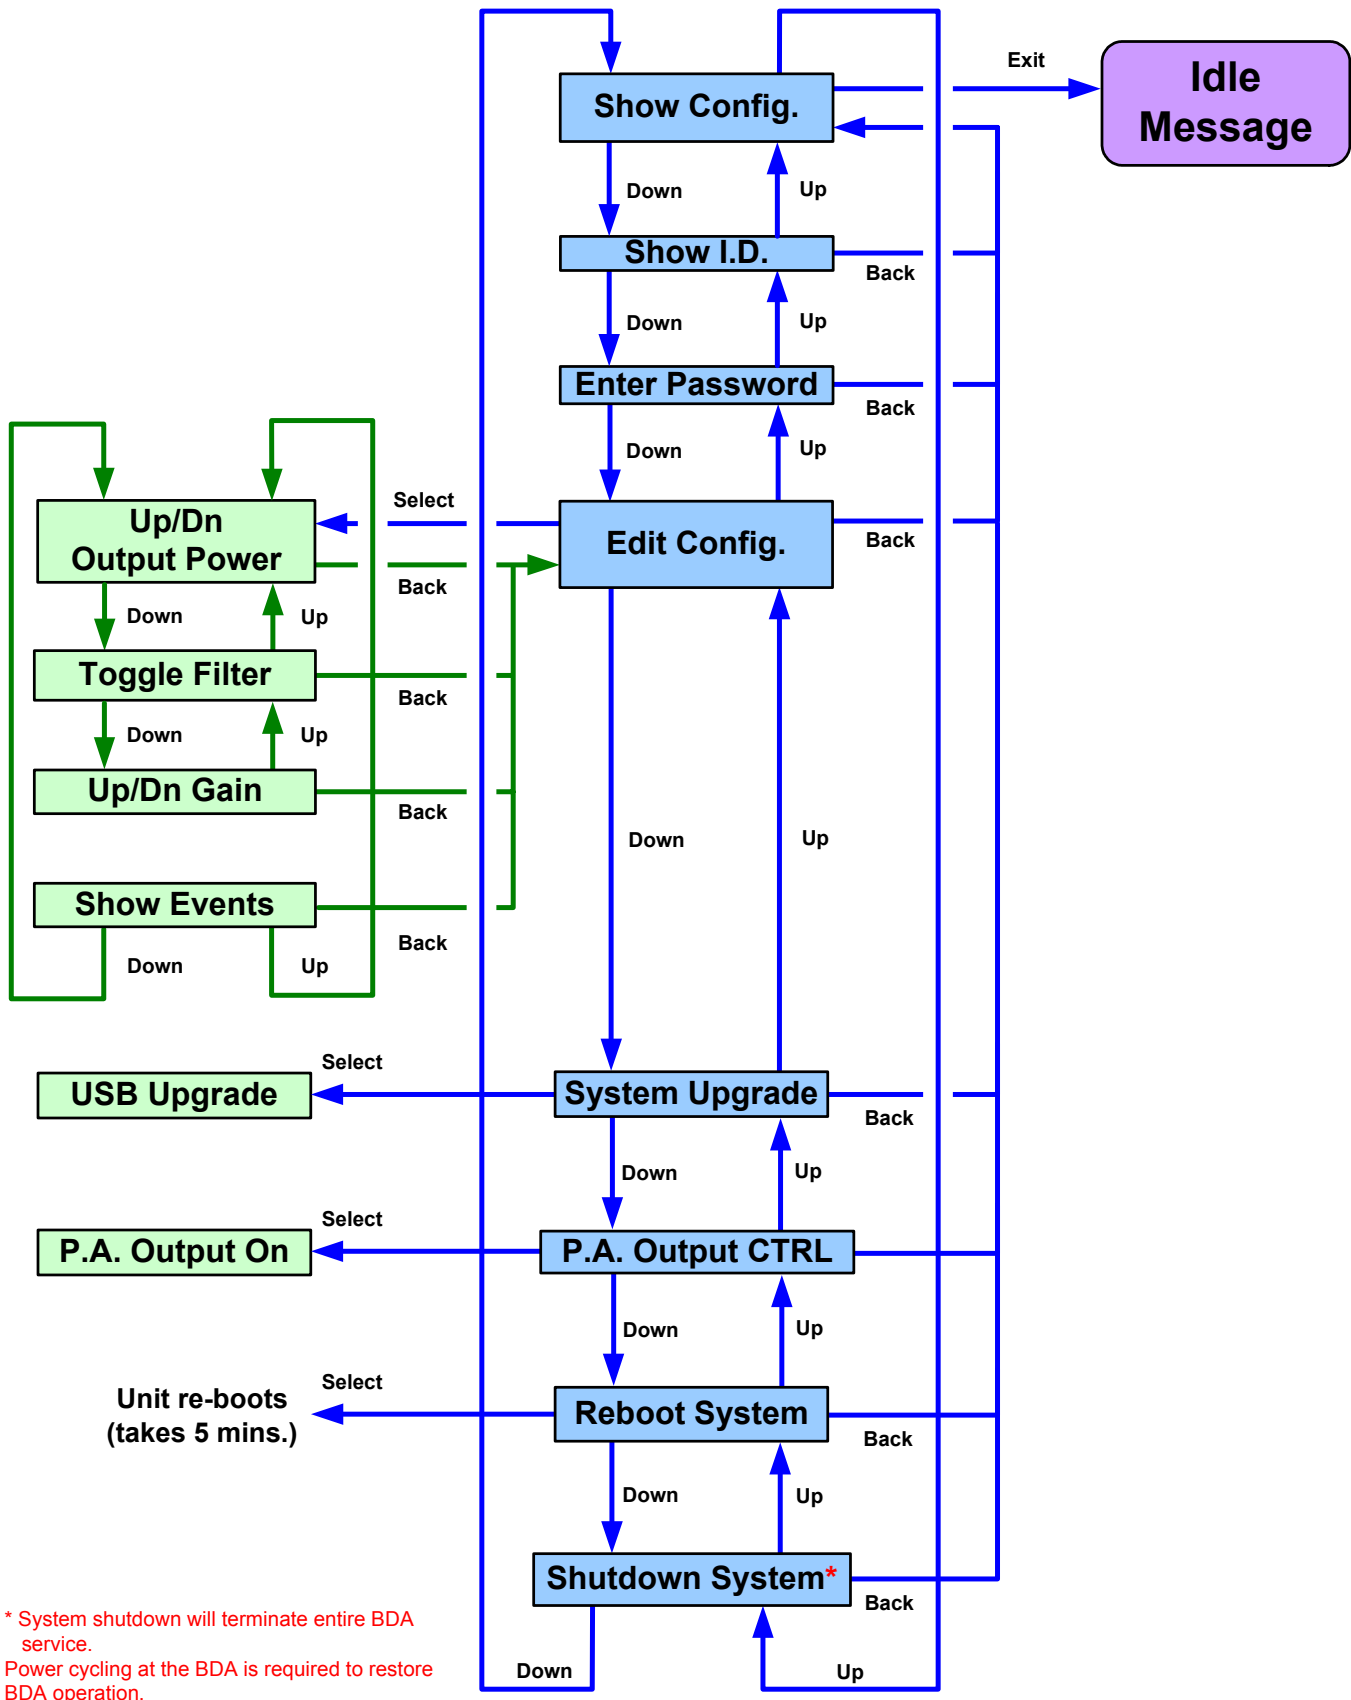 Exit
Idle
Message
Show Config.
Down
Up
Show I.D.
Back
Down
Up
Enter Password
Back
Down
Up
Select
Up/Dn
Output Power
Edit Config.
Back
Back
Down
Up
Toggle Filter
Back
Down
Up
Up/Dn Gain
Back
Down
Up
Show Events
Back
Down
Up
Select
USB Upgrade
System Upgrade
Back
Down
Up
Select
P.A. Output On
P.A. Output CTRL
Down
Up
Select
Unit re-boots
(takes 5 mins.)
Reboot System
Back
Down
Up
Shutdown System*
Back
* System shutdown will terminate entire BDA
service.
Power cycling at the BDA is required to restore
BDA operation.
Down
Up